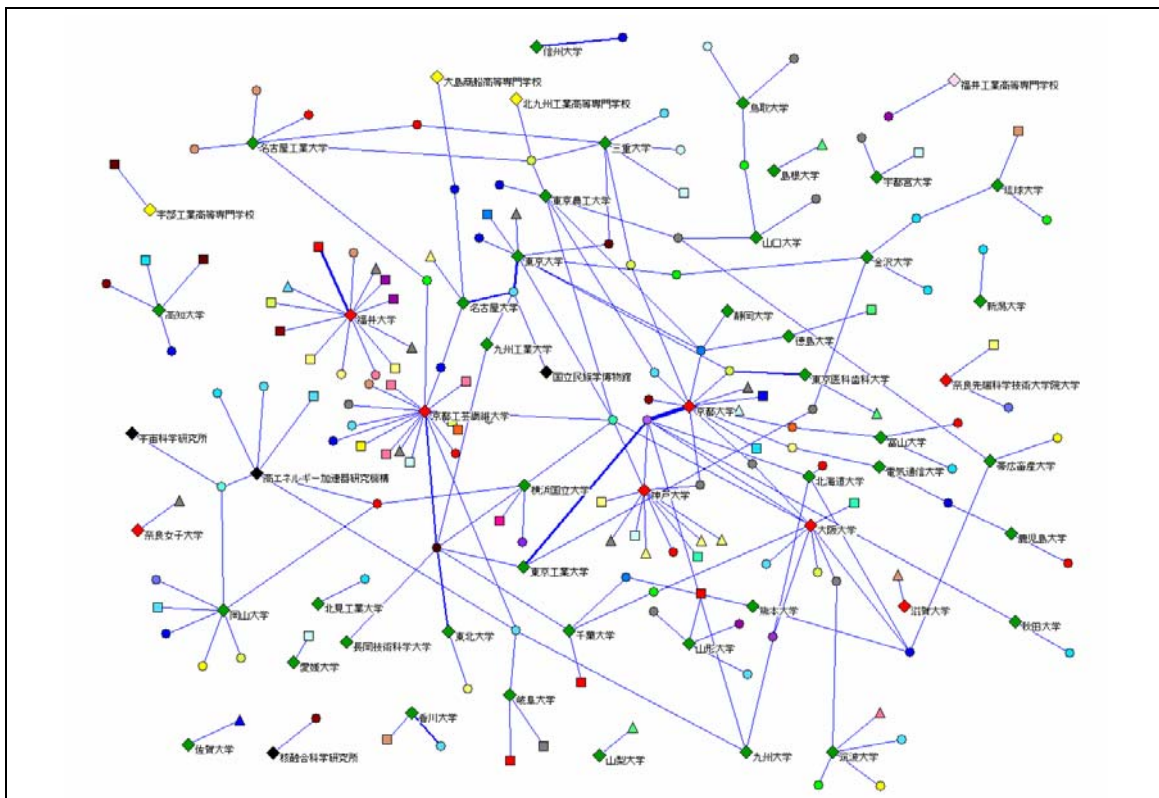 信州大学
大島商船高等専門学校
福井工業高等専門学校
北九州工業高等専門学校
鳥取大学
名古屋工業大学
三重大学
島根大学
宇都宮大学
琉球大学
東京農工大学
宇部工業高等専門学校
山口大学
東京大学
金沢大学
名古屋大学
新潟大学
高知大学
福井大学
静岡大学
徳島大学
九州工業大学
国立民族学博物館
東京医科歯科大学
奈良先端科学技術大学院大学
京都工芸繊維大学
京都大学
宇宙科学研究所
富山大学
帯広畜産大学
高エネルギー加速器研究機構
電気通信大学
北海道大学
横浜国立大学
神戸大学
奈良女子大学
大阪大学
鹿児島大学
東京工業大学
北見工業大学
熊本大学
滋賀大学
岡山大学
秋田大学
東北大学
千葉大学
長岡技術科学大学
山形大学
愛媛大学
岐阜大学
香川大学
佐賀大学
核融合科学研究所
山梨大学
九州大学
筑波大学